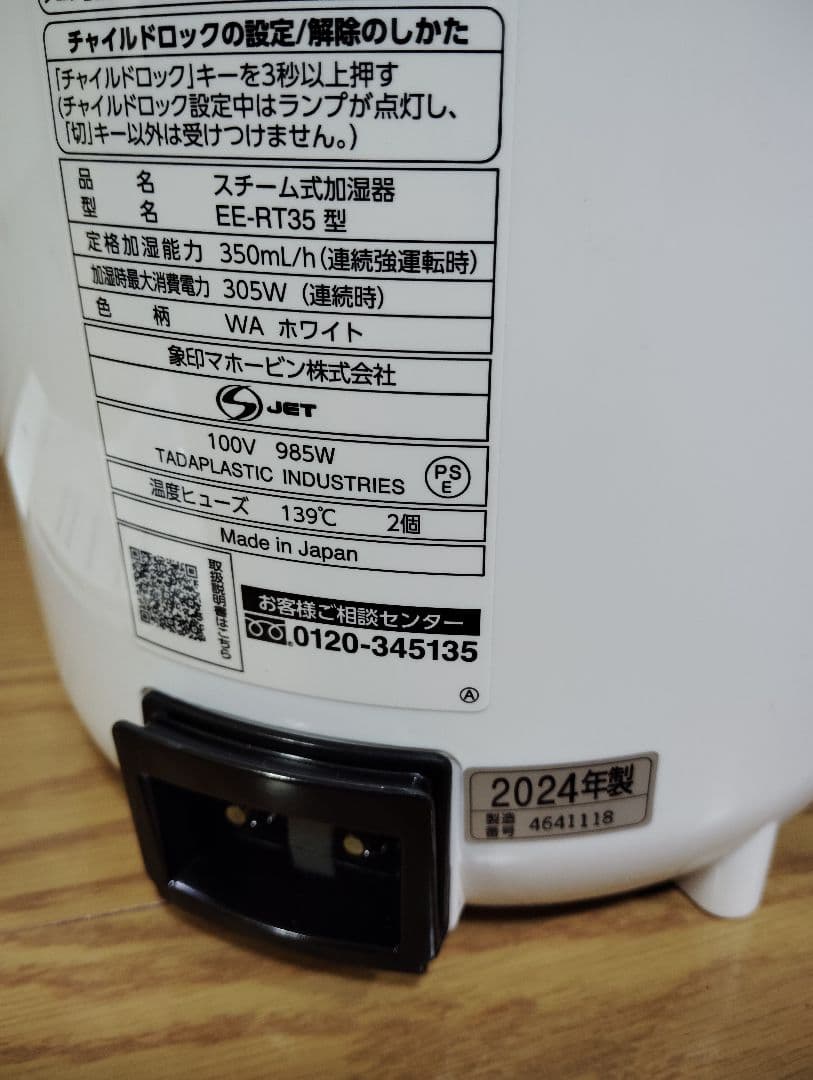 チャイルドロックの設定/解除のしかた
「チャイルドロック」キーを3秒以上押す
(チャイルドロック設定中はランプが点灯し、
「切」キー以外は受けつけません。)
品名 スチーム式加湿器
型名 EE-RT35 型
定格加湿能力 350mL/h(連続強運転時)
加湿時最大消費電力 305W (連続時)
色柄 WA ホワイト
象印マホービン株式会社
S JET
100V 985W
TADAPLASTIC INDUSTRIES
PS
E
温度ヒューズ 139℃ 2個
Made in Japan
取扱説明書はこちら
お客様ご相談センター
0120-345135
A
2024年製
製造番号 4641118